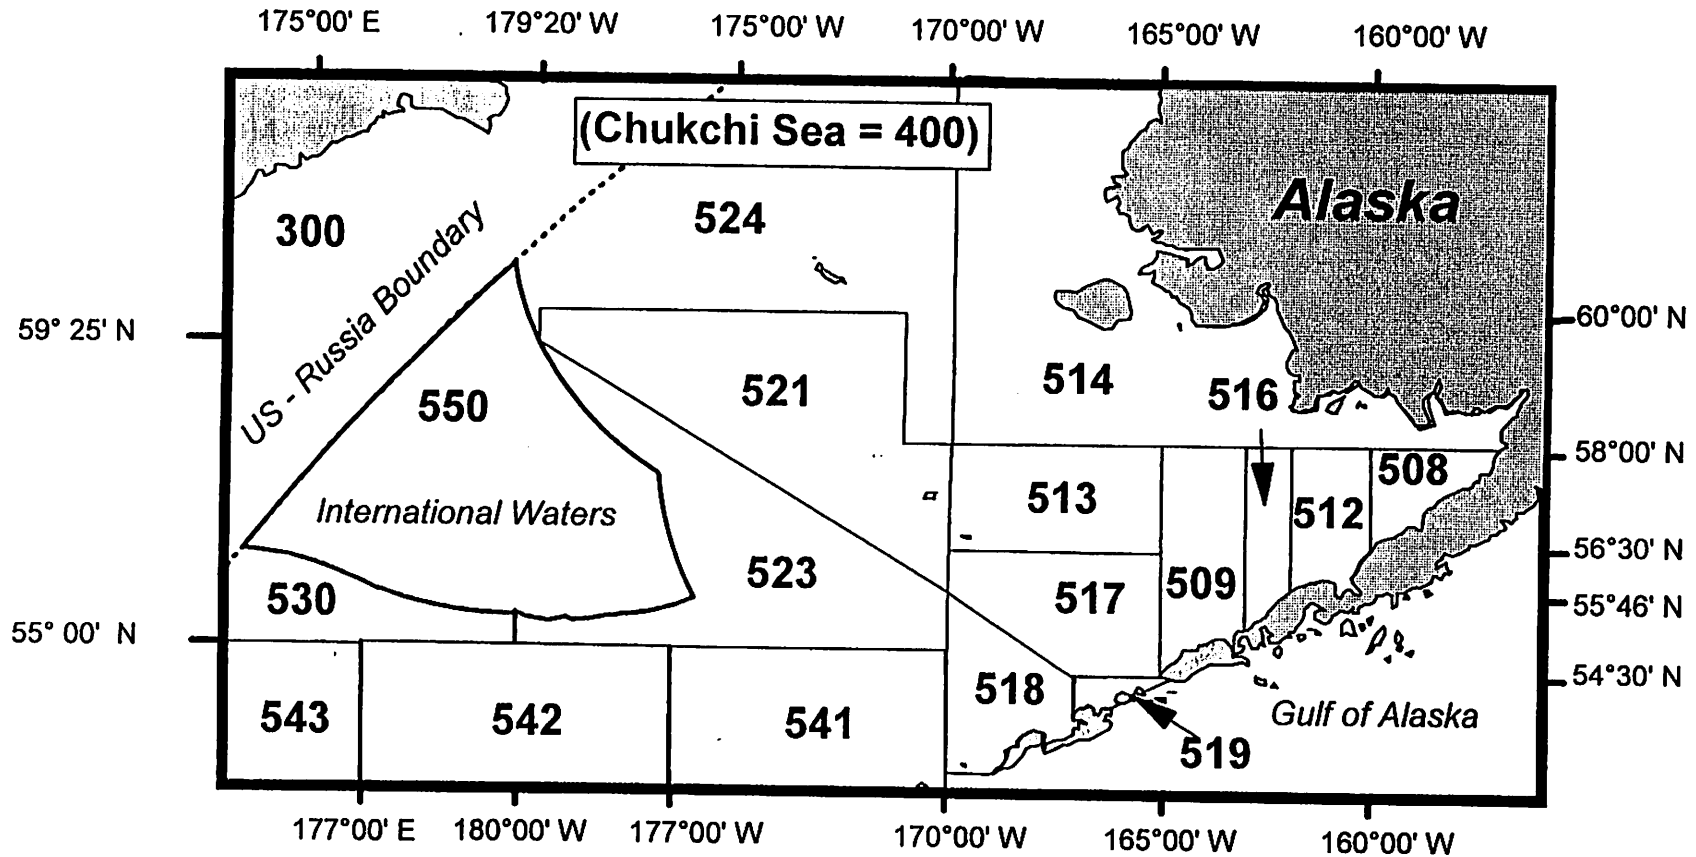 175°00' E
179°20' W
175°00' W
170°00' W
165°00' W
160°00' W
(Chukchi Sea = 400)
Alaska
300
524
US - Russia Boundary
59° 25' N
60°00' N
550
521
514
516
58°00' N
508
International Waters
513
512
56°30' N
530
523
517
509
55°46' N
55° 00' N
54°30' N
543
542
541
518
Gulf of Alaska
519
177°00' E
180°00' W
177°00' W
170°00' W
165°00' W
160°00' W